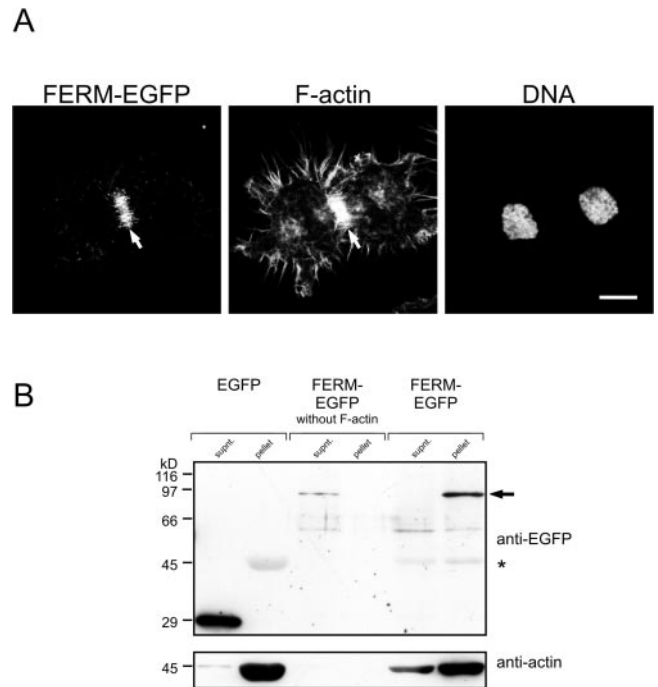 A
FERM-EGFP F-actin DNA
B
EGFP FERM- FERM-
EGFP EGFP
without F-actin
supnt. pellet supnt. pellet supnt. pellet
kD
116
97
66
anti-EGFP
45 *
29
45 anti-actin